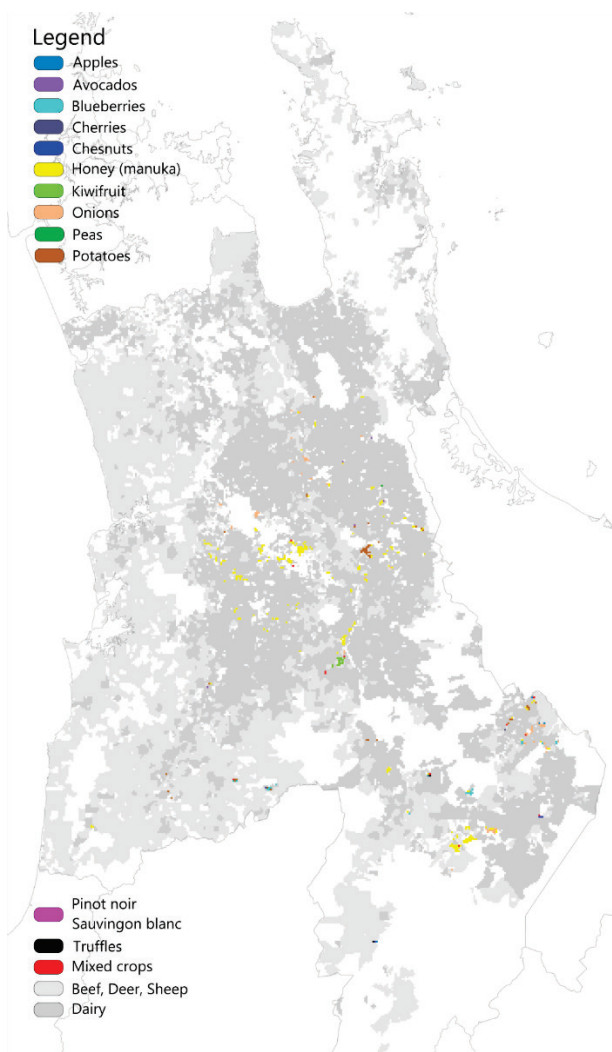 Legend
Apples
Avocados
Blueberries
Cherries
Chesnuts
Honey (manuka)
Kiwifruit
Onions
Peas
Potatoes
Pinot noir
Sauvingon blanc
Truffles
Mixed crops
Beef, Deer, Sheep
Dairy